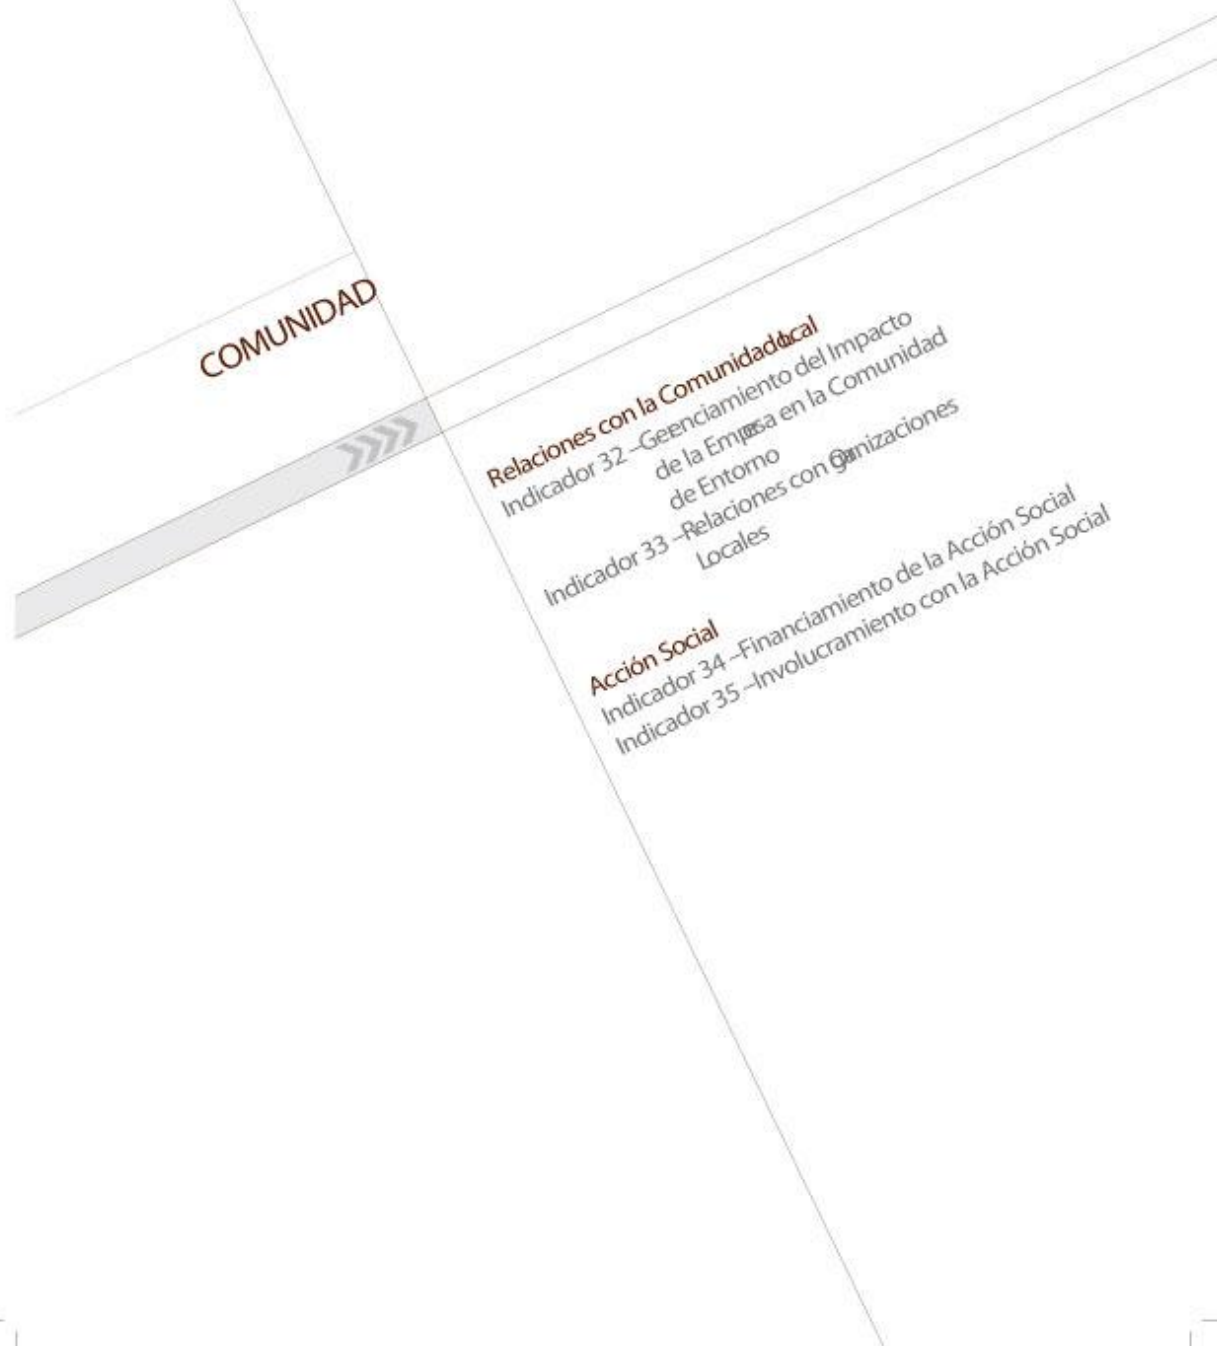 COMUNIDAD
Relaciones con la Comunidad Local
Indicador 32 – Gerenciamiento del Impacto
de la Empresa en la Comunidad
de Entorno
Indicador 33 – Relaciones con Organizaciones
Locales
Acción Social
Indicador 34 – Financiamiento de la Acción Social
Indicador 35 – Involucramiento con la Acción Social